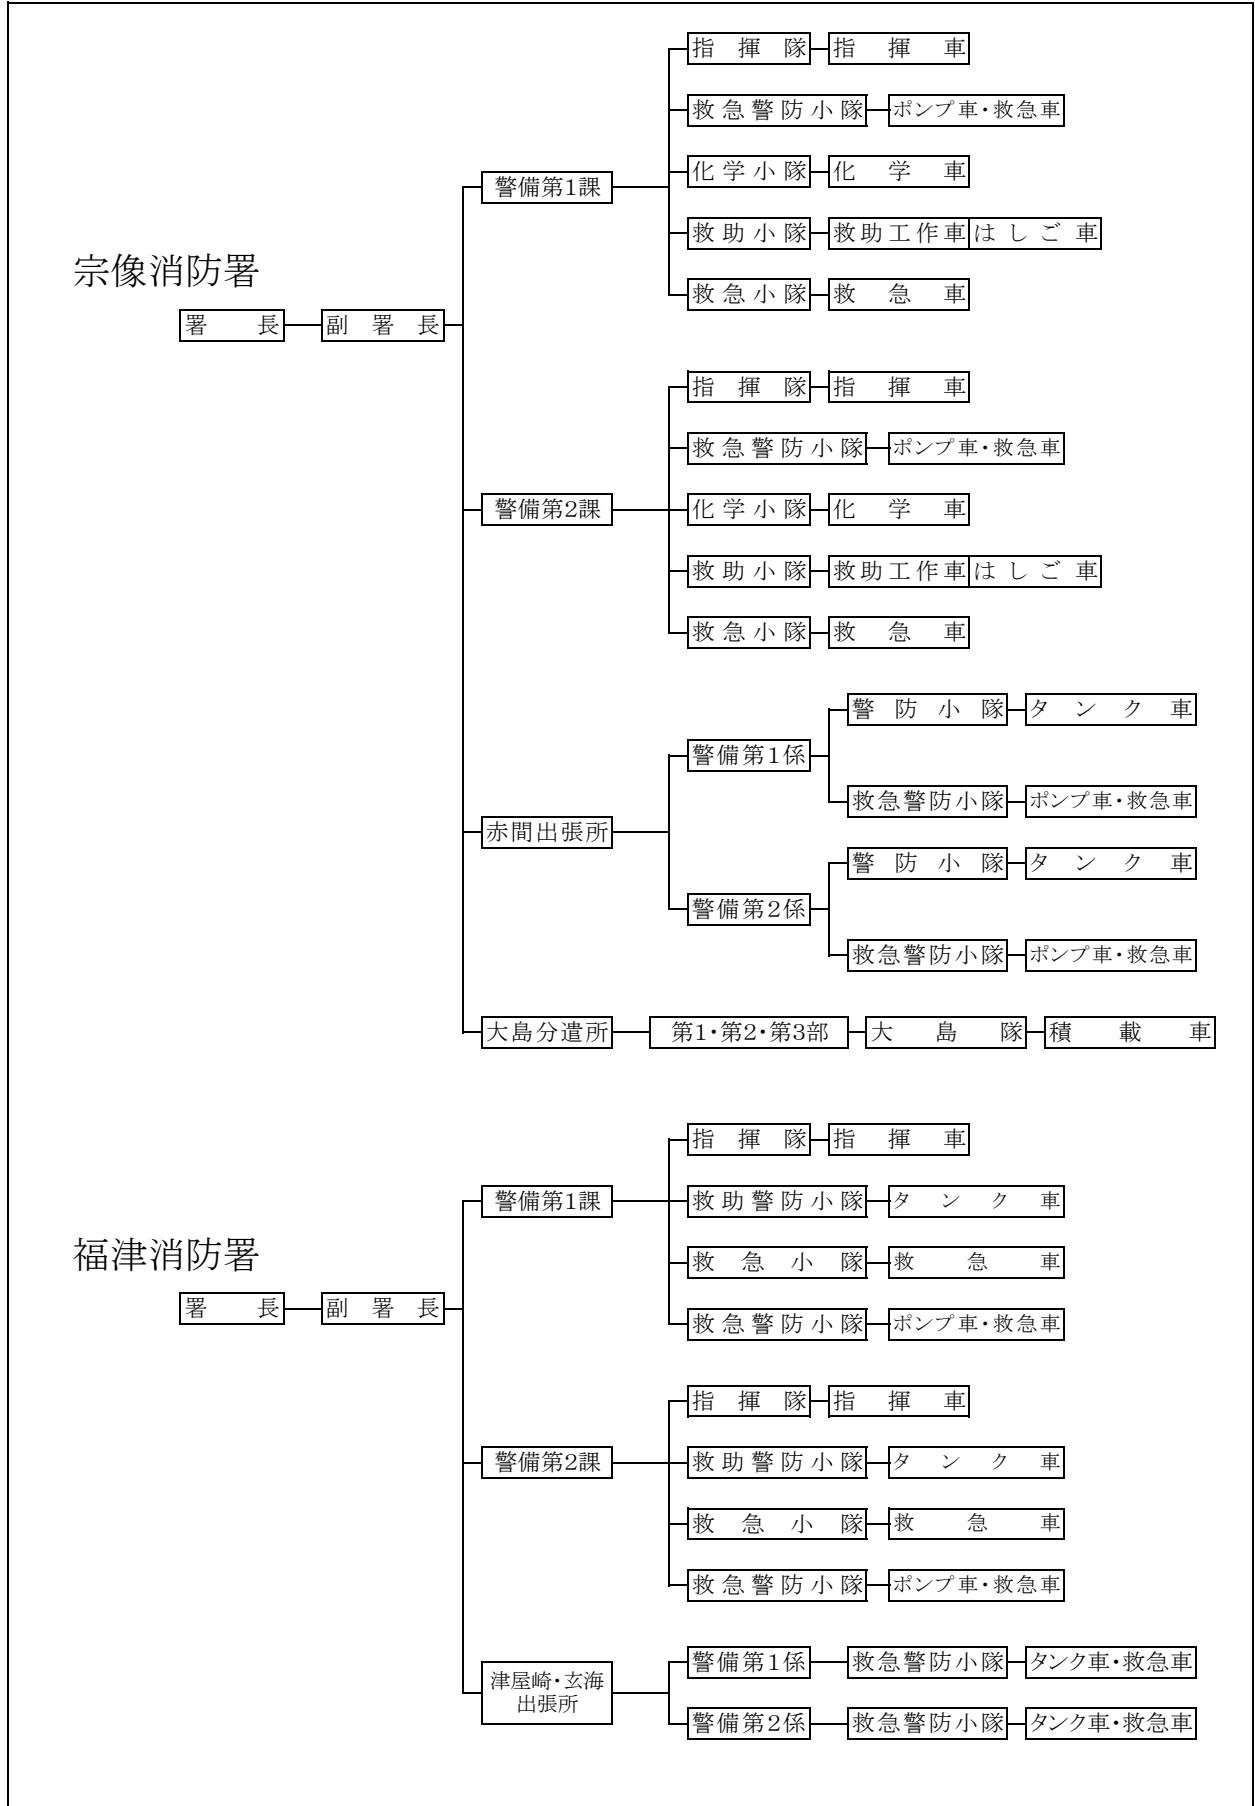 指揮隊 指揮車
救急警防小隊 ポンプ車・救急車
化学小隊 化学車
警備第1課
救助小隊 救助工作車 はしご車
宗像消防署
救急小隊 救急車
署長 副署長
指揮隊 指揮車
救急警防小隊 ポンプ車・救急車
警備第2課 化学小隊 化学車
救助小隊 救助工作車 はしご車
救急小隊 救急車
警防小隊 タンク車
警備第1係
救急警防小隊 ポンプ車・救急車
赤間出張所
警防小隊 タンク車
警備第2係
救急警防小隊 ポンプ車・救急車
大島分遣所 第1・第2・第3部 大島隊 積載車
指揮隊 指揮車
警備第1課 救助警防小隊 タンク車
福津消防署
救急小隊 救急車
署長 副署長
救急警防小隊 ポンプ車・救急車
指揮隊 指揮車
警備第2課 救助警防小隊 タンク車
救急小隊 救急車
救急警防小隊 ポンプ車・救急車
警備第1係 救急警防小隊 タンク車・救急車
津屋崎・玄海
出張所
警備第2係 救急警防小隊 タンク車・救急車